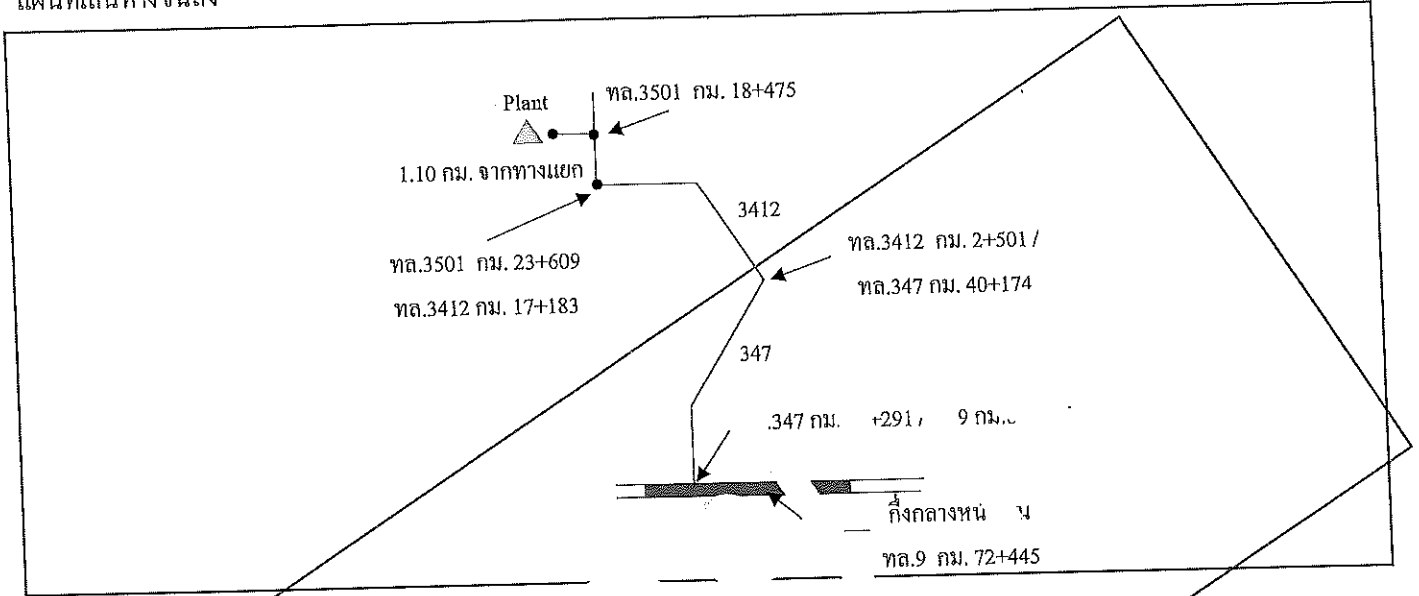 แผนที่เส้นทางขนส่ง
Plant
ทล.3501 กม. 18+475
1.10 กม. จากทางแยก
3412
ทล.3501 กม. 23+609
ทล.3412 กม. 17+183
ทล.3412 กม. 2+501 /
ทล.347 กม. 40+174
347
.347 กม. +291 / 9 กม.
กึ่งกลางหน
ทล.9 กม. 72+445